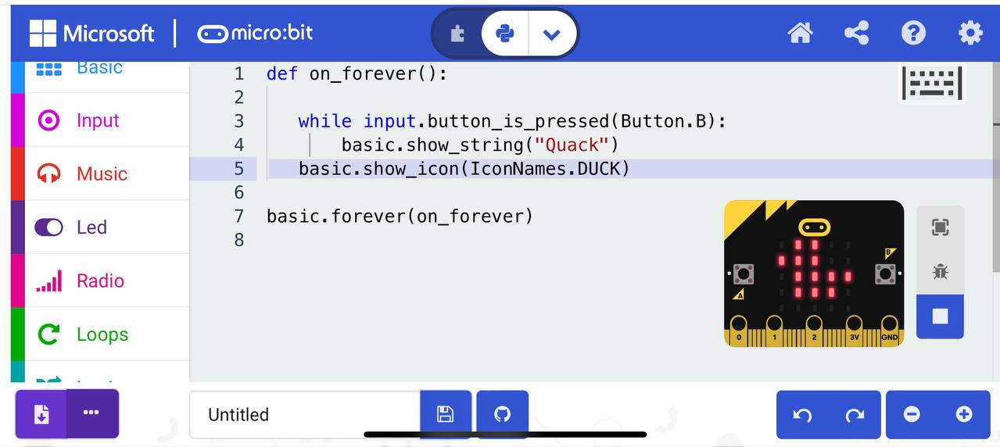 Microsoft | micro:bit
Basic
Input
Music
Led
Radio
Loops
1 def on_forever():
2
3 while input.button_is_pressed(Button.B):
4 basic.show_string("Quack")
5 basic.show_icon(IconNames.DUCK)
6
7 basic.forever(on_forever)
8
B
A
0 1 2 3V GND
Untitled